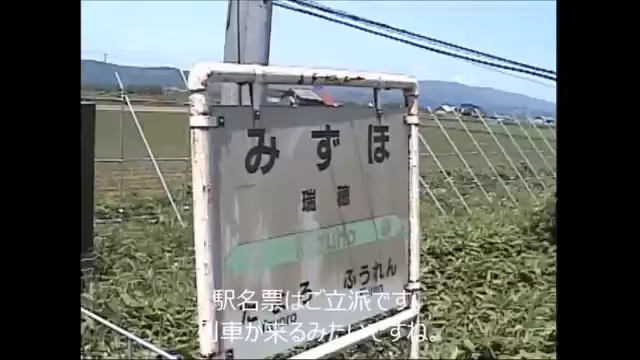 みずほ
瑞穂
zuho
ふうれん
駅名票はご立派です。
列車が来るみたいですね。